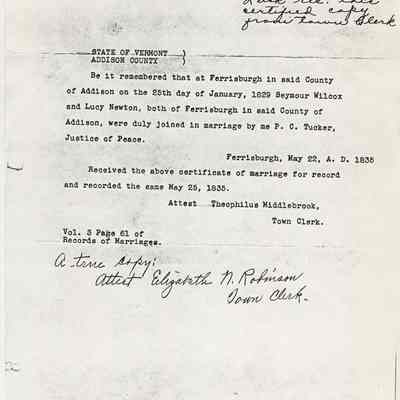 certified copy
from town Clerk
STATE OF VERMONT )
ADDISON COUNTY )
Be it remembered that at Ferrisburgh in said County
of Addison on the 25th day of January, 1829 Seymour Wilcox
and Lucy Newton, both of Ferrisburgh in said County of
Addison, were duly joined in marriage by me P. C. Tucker,
Justice of Peace.
Ferrisburgh, May 22, A. D. 1835
Received the above certificate of marriage for record
and recorded the same May 25, 1835.
Attest Theophilus Middlebrook,
Town Clerk.
Vol. 3 Page 61 of
Records of Marriages.
A true copy:
Attest Elizabeth N. Robinson
Town Clerk.